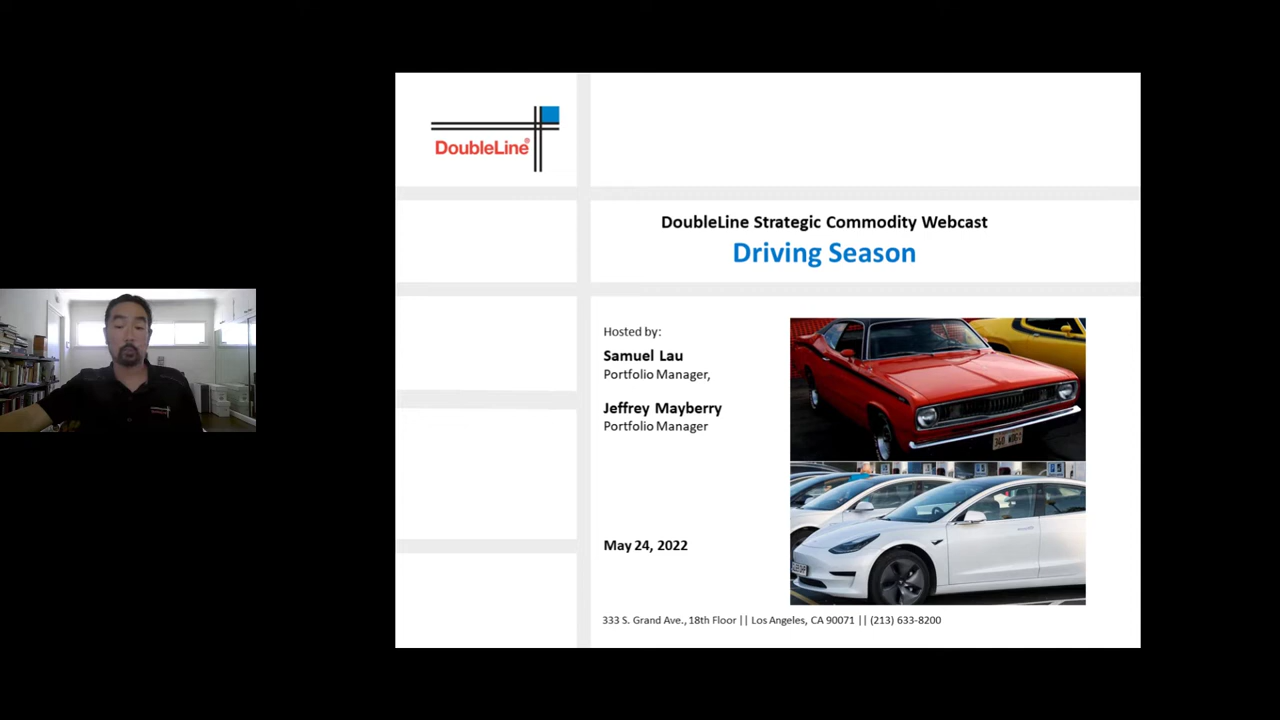 DoubleLine®
DoubleLine Strategic Commodity Webcast
Driving Season
Hosted by:
Samuel Lau
Portfolio Manager,
Jeffrey Mayberry
Portfolio Manager
May 24, 2022
333 S. Grand Ave., 18th Floor || Los Angeles, CA 90071 || (213) 633-8200